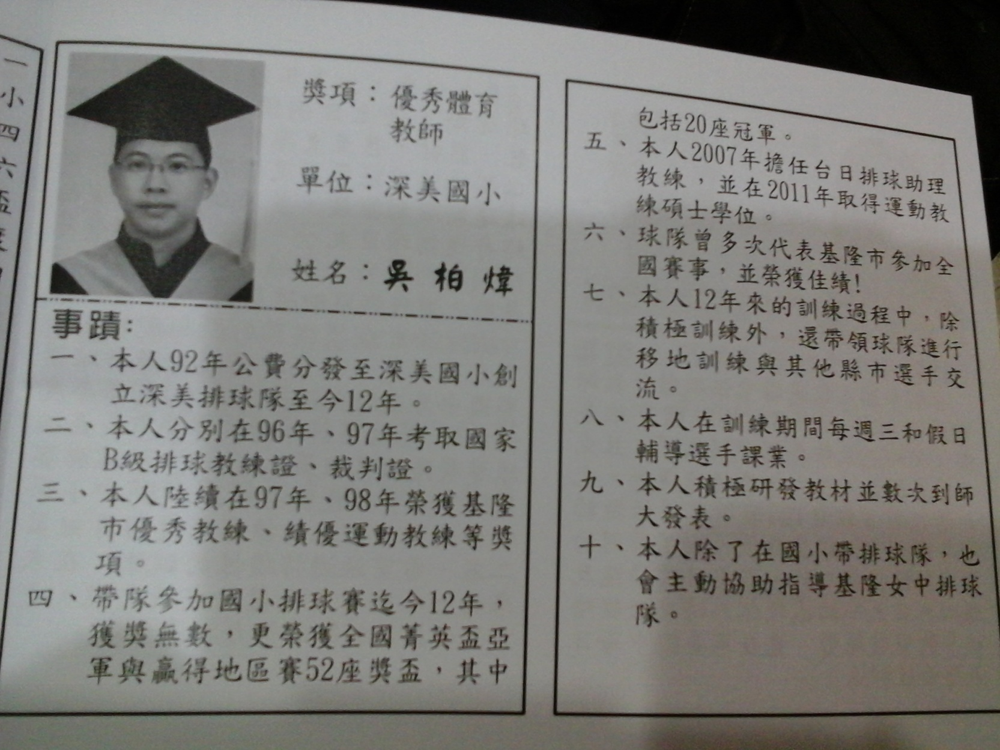 一
小
四
六
盃
獎項：優秀體育
教師
單位：深美國小
姓名：吳柏煒
事蹟：
一、本人92年公費分發至深美國小創
立深美排球隊至今12年。
二、本人分別在96年、97年考取國家
B級排球教練證、裁判證。
三、本人陸續在97年、98年榮獲基隆
市優秀教練、績優運動教練等獎
項。
四、帶隊參加國小排球賽迄今12年，
獲獎無數，更榮獲全國菁英盃亞
軍與贏得地區賽52座獎盃，其中
包括20座冠軍。
五、本人2007年擔任台日排球助理
教練，並在2011年取得運動教
練碩士學位。
六、球隊曾多次代表基隆市參加全
國賽事，並榮獲佳績！
七、本人12年來的訓練過程中，除
積極訓練外，還帶領球隊進行
移地訓練與其他縣市選手交
流。
八、本人在訓練期間每週三和假日
輔導選手課業。
九、本人積極研發教材並數次到師
大發表。
十、本人除了在國小帶排球隊，也
會主動協助指導基隆女中排球
隊。